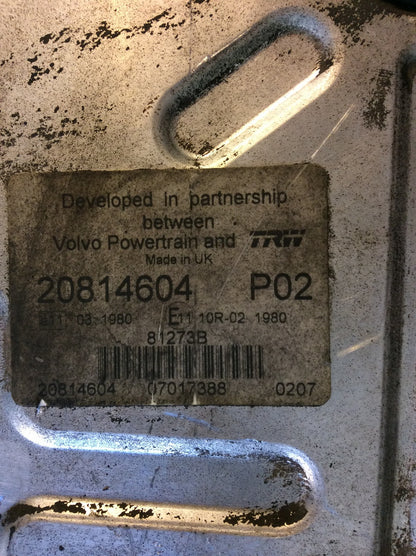 Developed in partnership
between
Volvo Powertrain and TRW
Made in UK
20814604 P02
e11 03 1980 E11 10R-02 1980
81273B
20814604 07017388 0207